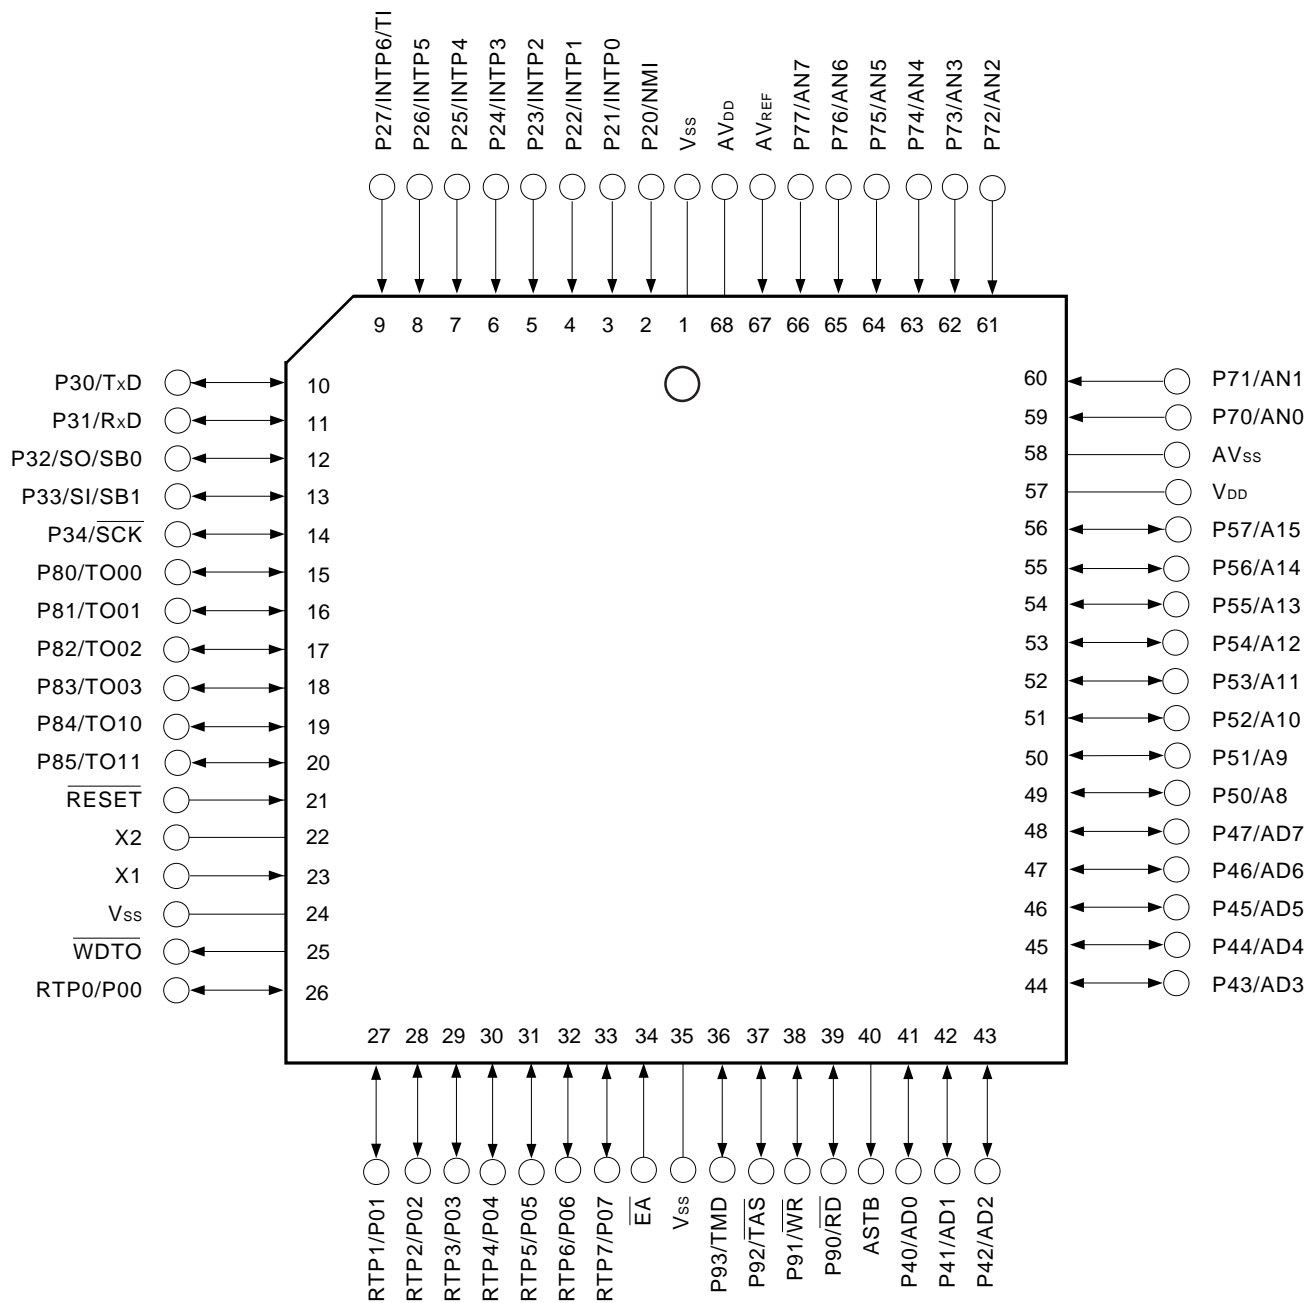 P27/INTP6/TI
P26/INTP5
P25/INTP4
P24/INTP3
P23/INTP2
P22/INTP1
P21/INTP0
P20/NMI
Vss
AVDD
AVREF
P77/AN7
P76/AN6
P75/AN5
P74/AN4
P73/AN3
P72/AN2
9 8 7 6 5 4 3 2 1 68 67 66 65 64 63 62 61
P30/TxD 10
P31/RxD 11
P32/SO/SB0 12
P33/SI/SB1 13
P34/S̅C̅K̅ 14
P80/TO00 15
P81/TO01 16
P82/TO02 17
P83/TO03 18
P84/TO10 19
P85/TO11 20
R̅E̅S̅E̅T̅ 21
X2 22
X1 23
Vss 24
W̅D̅T̅O̅ 25
RTP0/P00 26
60 P71/AN1
59 P70/AN0
58 AVss
57 VDD
56 P57/A15
55 P56/A14
54 P55/A13
53 P54/A12
52 P53/A11
51 P52/A10
50 P51/A9
49 P50/A8
48 P47/AD7
47 P46/AD6
46 P45/AD5
45 P44/AD4
44 P43/AD3
27 28 29 30 31 32 33 34 35 36 37 38 39 40 41 42 43
RTP1/P01
RTP2/P02
RTP3/P03
RTP4/P04
RTP5/P05
RTP6/P06
RTP7/P07
E̅A̅
Vss
P93/TMD
P92/T̅A̅S̅
P91/W̅R̅
P90/R̅D̅
ASTB
P40/AD0
P41/AD1
P42/AD2